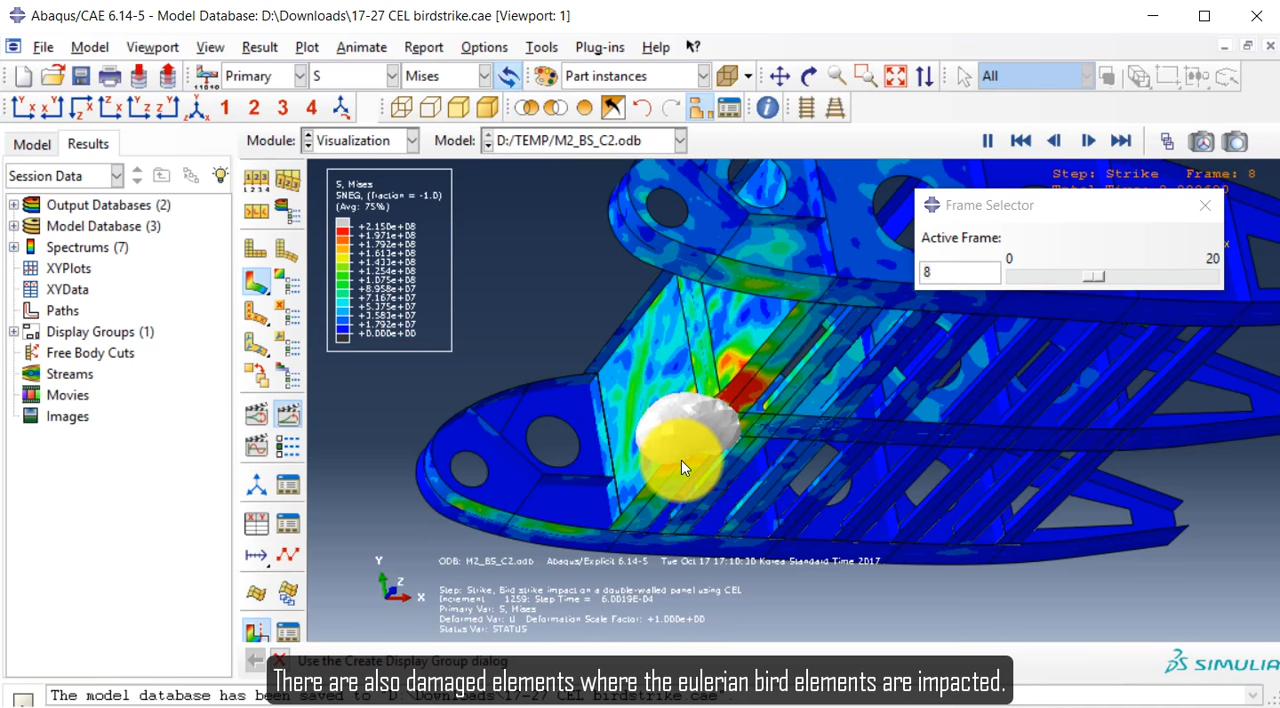 Abaqus/CAE 6.14-5 - Model Database: D:\Downloads\17-27 CEL birdstrike.cae [Viewport: 1]
File Model Viewport View Result Plot Animate Report Options Tools Plug-ins Help
Primary S Mises Part instances All
1 2 3 4
Model Results Module: Visualization Model: D:/TEMP/M2_BS_C2.odb
Session Data
Output Databases (2)
Model Database (3)
Spectrums (7)
XYPlots
XYData
Paths
Display Groups (1)
Free Body Cuts
Streams
Movies
Images
S, Mises
SNEG, (fraction = -1.0)
(Avg: 75%)
+2.150e+08
+1.971e+08
+1.792e+08
+1.613e+08
+1.433e+08
+1.254e+08
+1.075e+08
+8.958e+07
+7.167e+07
+5.375e+07
+3.583e+07
+1.792e+07
+0.000e+00
Step: Strike Frame: 8
Frame Selector
Active Frame:
0 20
8
Y
Z
X
ODB: M2_BS_C2.odb Abaqus/Explicit 6.14-5 Tue Oct 17 17:10:30 Korea Standard Time 2017
Step: Strike, Bird strike impact on a double-walled panel using CEL
Increment 1259: Step Time = 6.0019E-04
Primary Var: S, Mises
Deformed Var: U Deformation Scale Factor: +1.000e+00
Status Var: STATUS
Use the Create Display Group dialog
SIMULIA
There are also damaged elements where the eulerian bird elements are impacted.
The model database has been saved to "D:\Downloads\17-27 CEL birdstrike.cae".